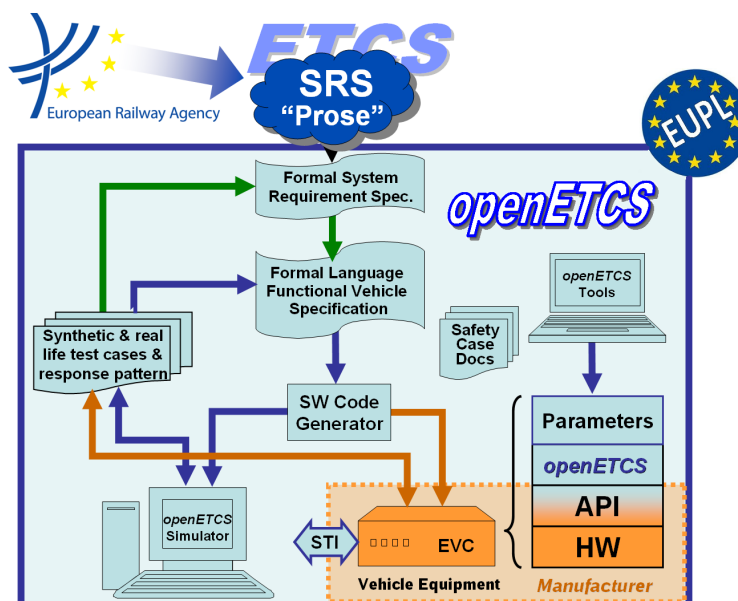 ETCS
SRS
“Prose”
European Railway Agency
EUPL
Formal System
Requirement Spec.
openETCS
Formal Language
Functional Vehicle
Specification
openETCS
Tools
Synthetic & real
life test cases &
response pattern
Safety
Case
Docs
SW Code
Generator
Parameters
openETCS
API
HW
openETCS
Simulator
STI
EVC
Vehicle Equipment
Manufacturer